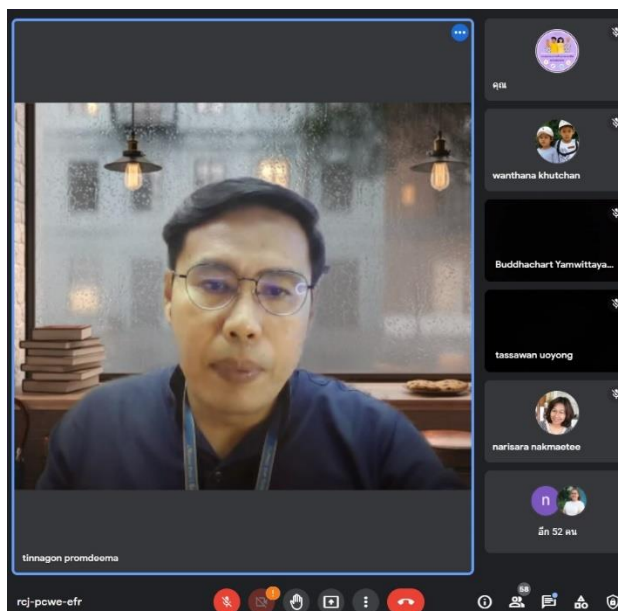 คุณ
wanthana khutchan
Buddhachart Yamwittaya...
tassawan uoyong
narisara nakmaetee
n
อีก 52 คน
tinnagon promdeema
rcj-pcwe-efr
58